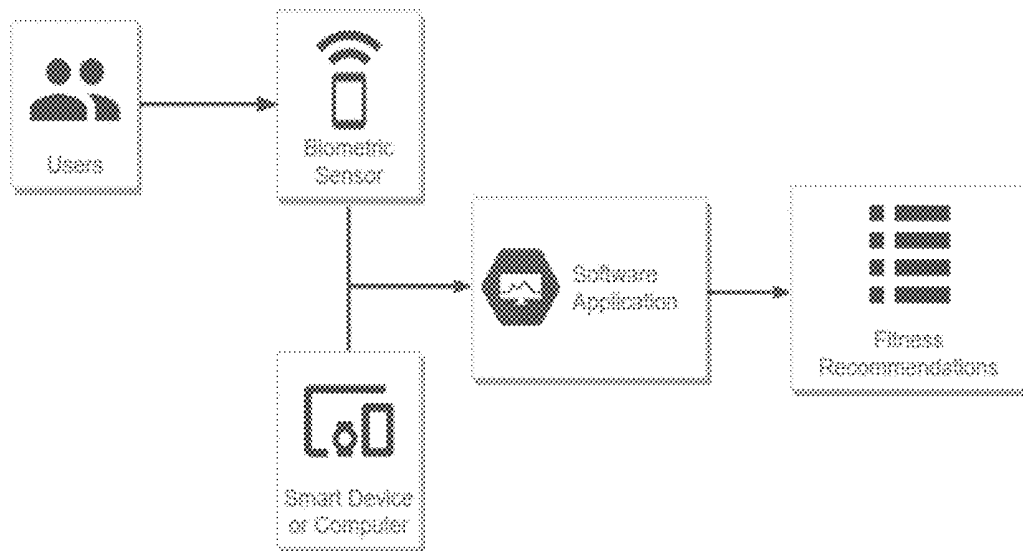 Users
Biometric
Sensor
Software
Application
Fitness
Recommendations
Smart Device
or Computer